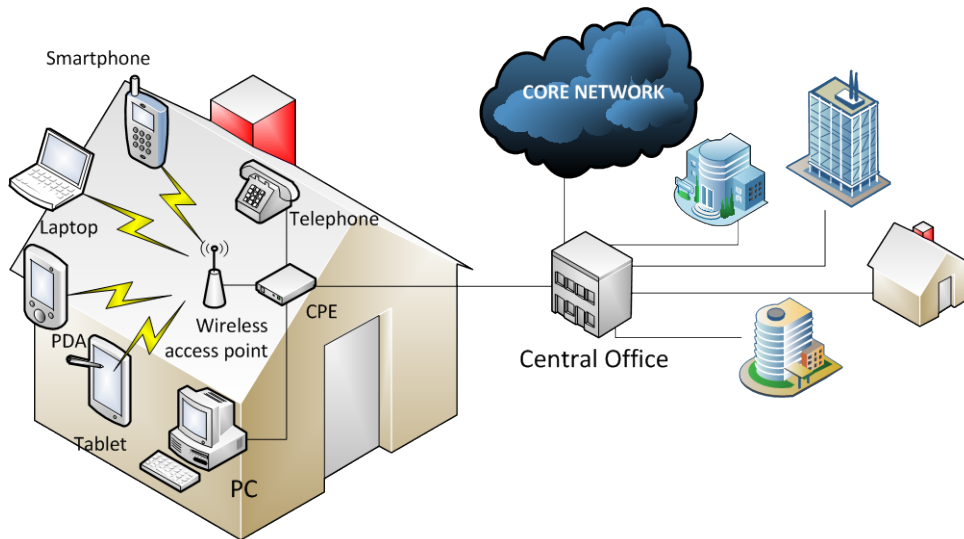 Smartphone
CORE NETWORK
Laptop
Telephone
PDA
Wireless
access point
CPE
Central Office
Tablet
PC